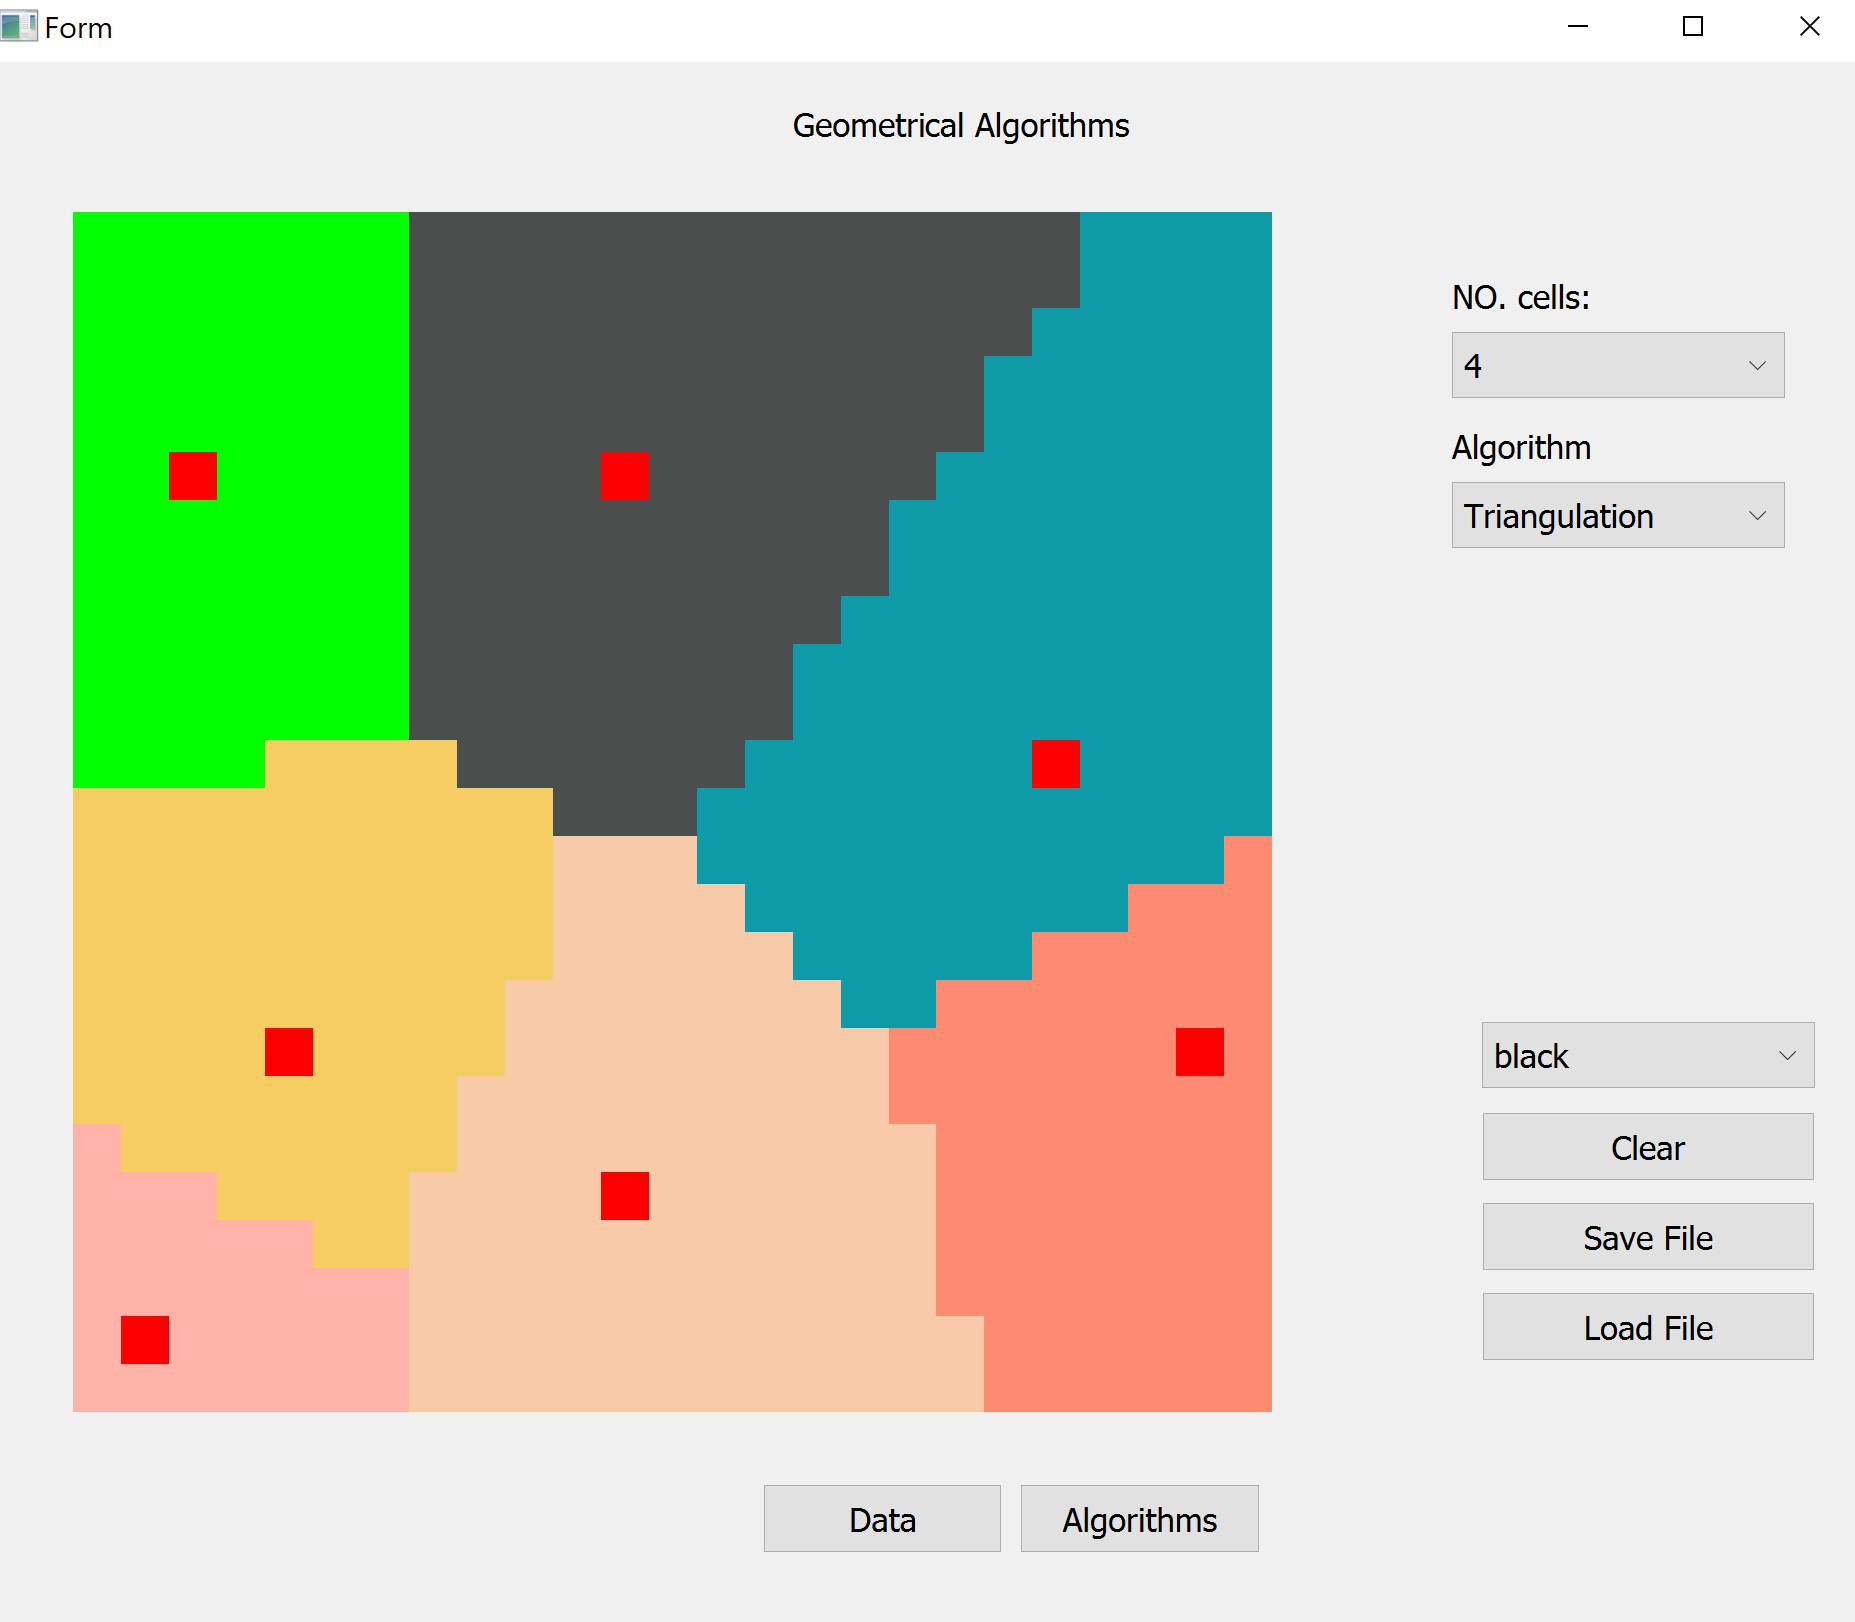 Form
Geometrical Algorithms
NO. cells:
4
Algorithm
Triangulation
black
Clear
Save File
Load File
Data
Algorithms